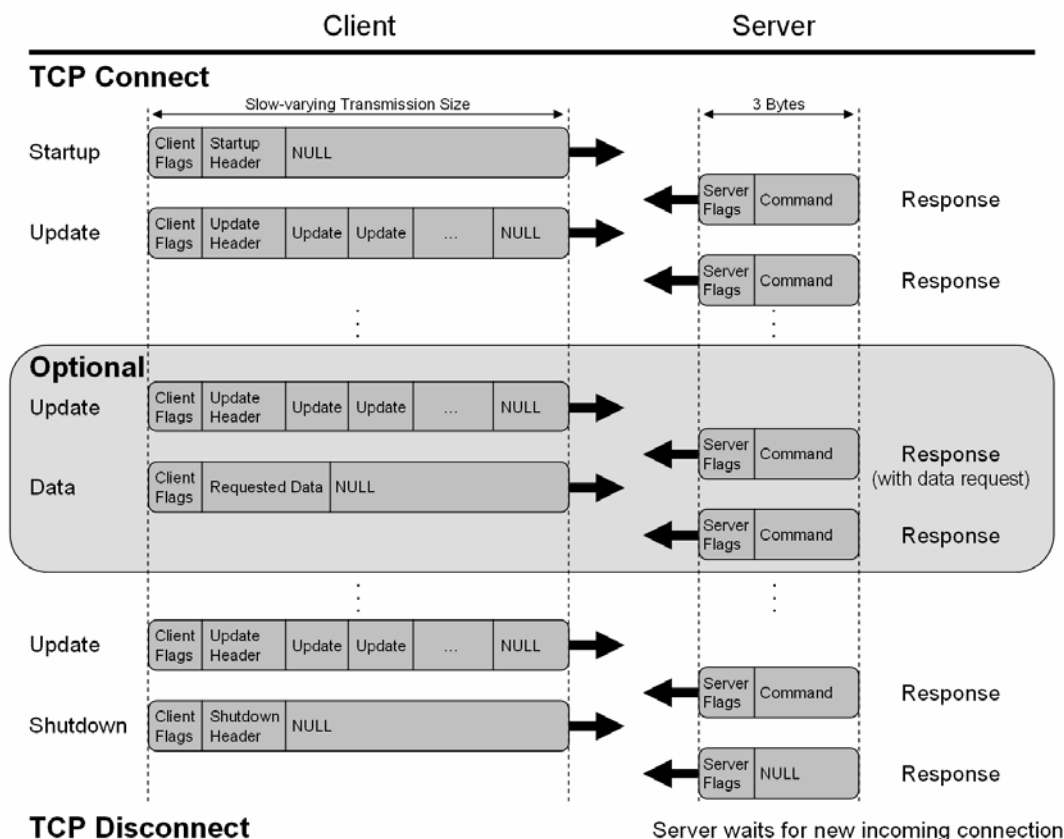 Client Server
TCP Connect
Slow-varying Transmission Size 3 Bytes
Startup Client Flags Startup Header NULL
Server Flags Command Response
Update Client Flags Update Header Update Update ... NULL
Server Flags Command Response
Optional
Update Client Flags Update Header Update Update ... NULL
Server Flags Command Response
(with data request)
Data Client Flags Requested Data NULL
Server Flags Command Response
Update Client Flags Update Header Update Update ... NULL
Server Flags Command Response
Shutdown Client Flags Shutdown Header NULL
Server Flags NULL Response
TCP Disconnect Server waits for new incoming connection